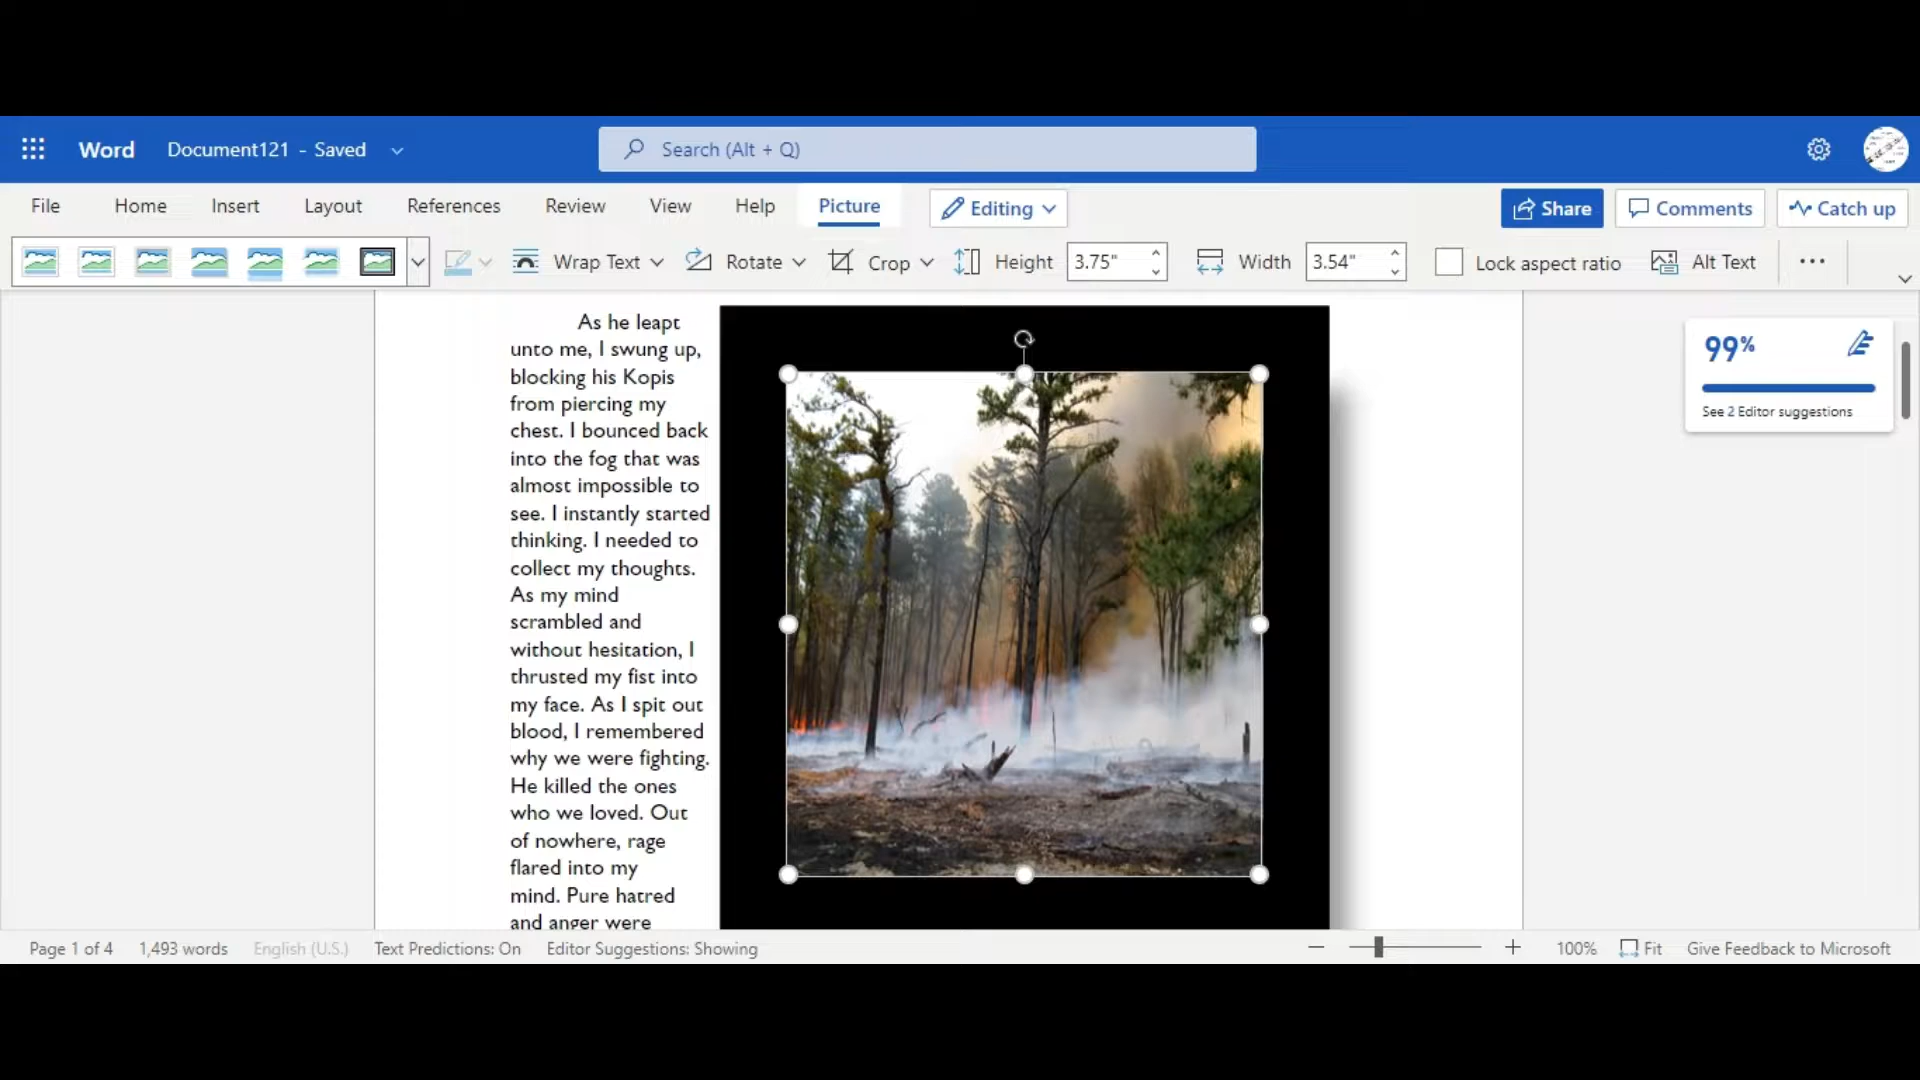 Word Document121 - Saved Search (Alt + Q)
File Home Insert Layout References Review View Help Picture Editing Share Comments Catch up
Wrap Text Rotate Crop Height 3.75" Width 3.54" Lock aspect ratio Alt Text ...
As he leapt
unto me, I swung up,
blocking his Kopis
from piercing my
chest. I bounced back
into the fog that was
almost impossible to
see. I instantly started
thinking. I needed to
collect my thoughts.
As my mind
scrambled and
without hesitation, I
thrusted my fist into
my face. As I spit out
blood, I remembered
why we were fighting.
He killed the ones
who we loved. Out
of nowhere, rage
flared into my
mind. Pure hatred
and anger were
99%
See 2 Editor suggestions
Page 1 of 4 1,493 words English (U.S.) Text Predictions: On Editor Suggestions: Showing 100% Fit Give Feedback to Microsoft